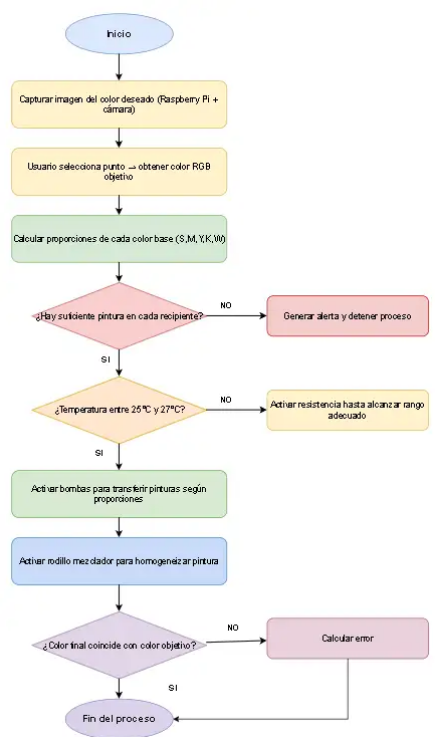 Inicio
Capturar imagen del color deseado (Raspberry Pi +
cámara)
Usuario selecciona punto → obtener color RGB
objetivo
Calcular proporciones de cada color base (S,M,Y,K,W)
¿Hay suficiente pintura en cada recipiente?
NO
Generar alerta y detener proceso
SI
¿Temperatura entre 25°C y 27°C?
NO
Activar resistencia hasta alcanzar rango
adecuado
SI
Activar bombas para transferir pinturas según
proporciones
Activar rodillo mezclador para homogeneizar pintura
¿Color final coincide con color objetivo?
NO
Calcular error
SI
Fin del proceso